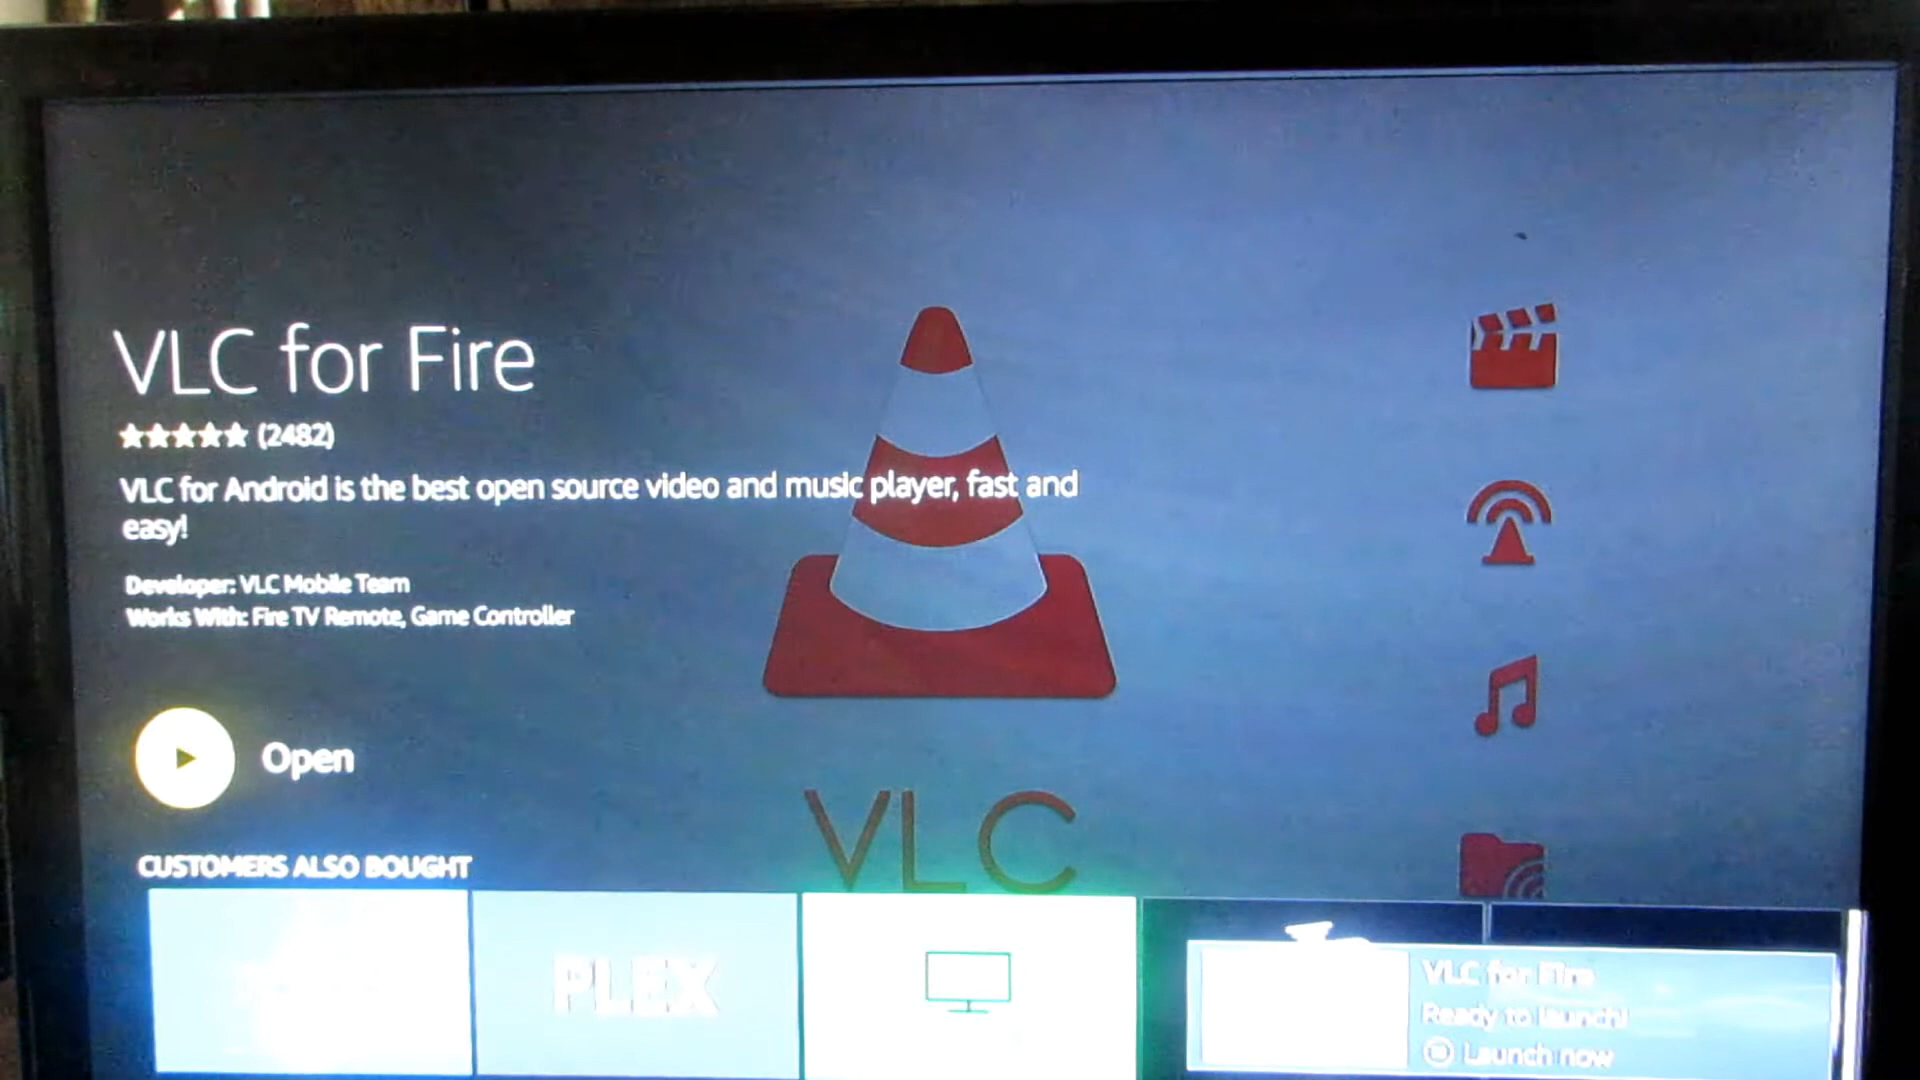 VLC for Fire
(2482)
VLC for Android is the best open source video and music player, fast and
easy!
Developer: VLC Mobile Team
Works With: Fire TV Remote, Game Controller
Open
VLC
CUSTOMERS ALSO BOUGHT
PLEX
VLC for Fire
Ready to launch!
Launch now